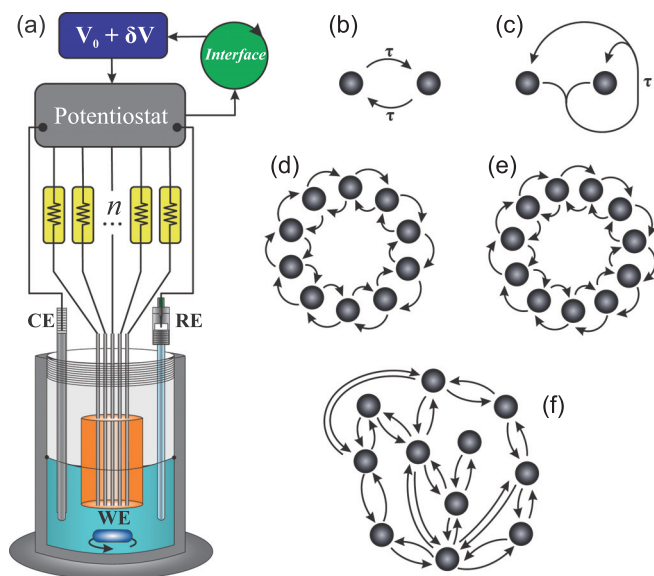 (a)
V₀ + δV
Interface
Potentiostat
n
...
CE
RE
WE
(b)
τ
τ
(c)
τ
(d)
(e)
(f)